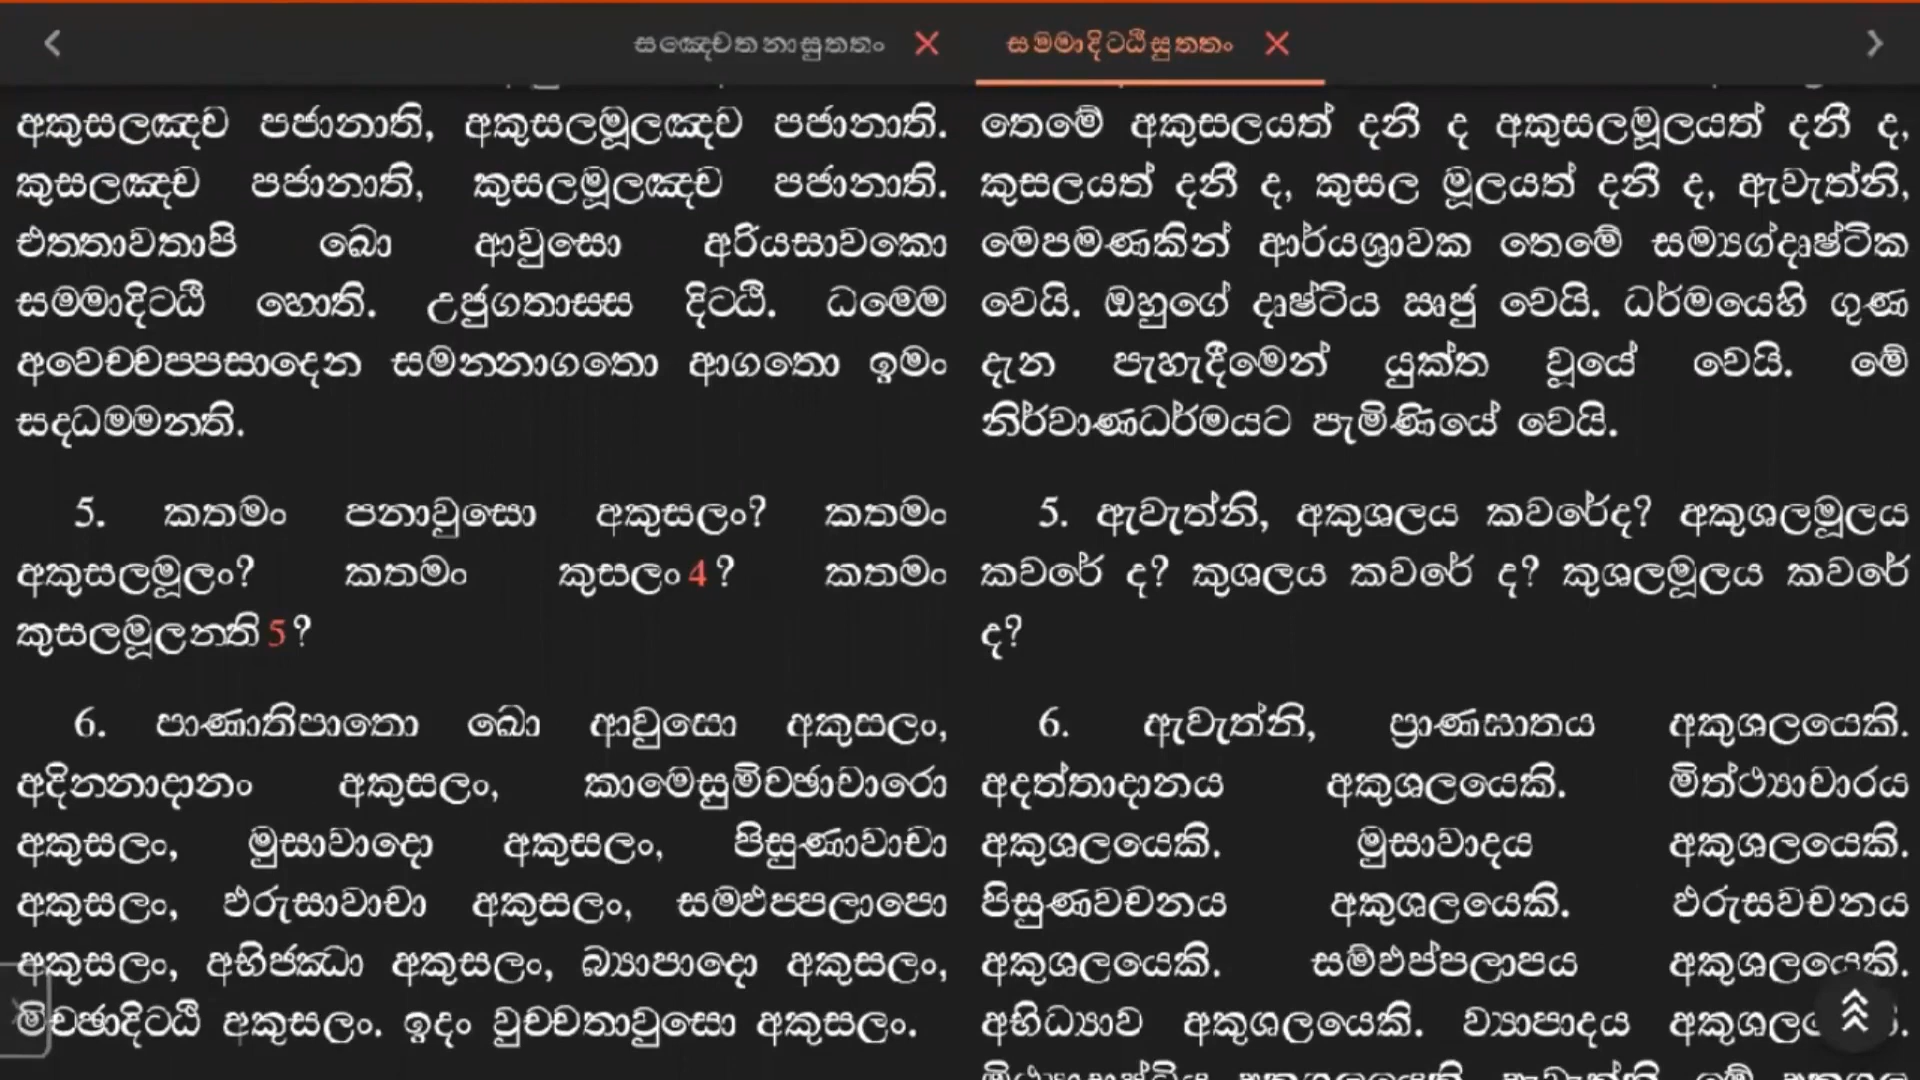 සඤ්චෙතනාසුත‍්තං
සම‍්මාදිට‍්ඨිසුත‍්තං
අකුසලඤ‍්ච පජානාති, අකුසලමූලඤ‍්ච පජානාති.
කුසලඤ‍්ච පජානාති, කුසලමූලඤ‍්ච පජානාති.
එත‍්තාවතාපි ඛො ආවුසො අරියසාවකො
සම‍්මාදිට‍්ඨී හොති. උජුගතාස‍්ස දිට‍්ඨි. ධම‍්මෙ
අවෙච‍්චප‍්පසාදෙන සමන‍්නාගතො ආගතො ඉමං
සද‍්ධම‍්මන‍්ති.
5. කතමං පනාවුසො අකුසලං? කතමං
අකුසලමූලං? කතමං කුසලං4? කතමං
කුසලමූලන‍්ති5?
6. පාණාතිපාතො ඛො ආවුසො අකුසලං,
අදින‍්නාදානං අකුසලං, කාමෙසුමිච‍්ඡාචාරො
අකුසලං, මුසාවාදො අකුසලං, පිසුණාවාචා
අකුසලං, ඵරුසාවාචා අකුසලං, සම‍්ඵප‍්පලාපො
අකුසලං, අභිජ‍්ඣා අකුසලං, බ්‍යාපාදො අකුසලං,
මිච‍්ඡාදිට‍්ඨි අකුසලං. ඉදං වුච‍්චතාවුසො අකුසලං.
තෙමේ අකුසලයත් දනී ද අකුසලමූලයත් දනී ද,
කුසලයත් දනී ද, කුසල මූලයත් දනී ද, ඇවැත්නි,
මෙපමණකින් ආර්යශ්‍රාවක තෙමේ සම්‍යග්දෘෂ්ටික
වෙයි. ඔහුගේ දෘෂ්ටිය ඍජු වෙයි. ධර්මයෙහි ගුණ
දැන පැහැදීමෙන් යුක්ත වූයේ වෙයි. මේ
නිර්වාණධර්මයට පැමිණියේ වෙයි.
5. ඇවැත්නි, අකුශලය කවරේද? අකුශලමූලය
කවරේ ද? කුශලය කවරේ ද? කුශලමූලය කවරේ
ද?
6. ඇවැත්නි, ප්‍රාණඝාතය අකුශලයෙකි.
අදත්තාදානය අකුශලයෙකි. මිත්ථ්‍යාචාරය
අකුශලයෙකි. මුසාවාදය අකුශලයෙකි.
පිසුණවචනය අකුශලයෙකි. ඵරුසවචනය
අකුශලයෙකි. සම්ඵප්පලාපය අකුශලයෙකි.
අභිධ්‍යාව අකුශලයෙකි. ව්‍යාපාදය